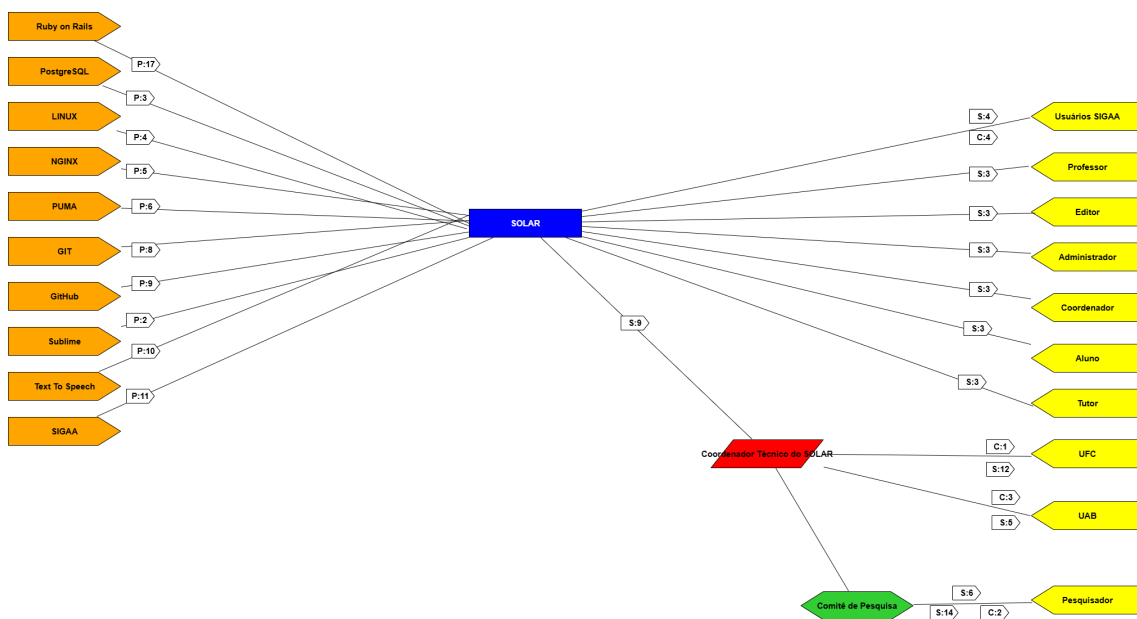 Ruby on Rails
P:17
PostgreSQL
P:3
LINUX
P:4
NGINX
P:5
PUMA
P:6
GIT
P:8
GitHub
P:9
Sublime
P:2
Text To Speech
P:10
SIGAA
P:11
SOLAR
S:4
C:4
Usuários SIGAA
S:3
Professor
S:3
Editor
S:3
Administrador
S:3
Coordenador
S:3
Aluno
S:3
Tutor
S:9
Coordenador Técnico do SOLAR
C:1
S:12
UFC
C:3
S:5
UAB
Comitê de Pesquisa
S:6
S:14
C:2
Pesquisador